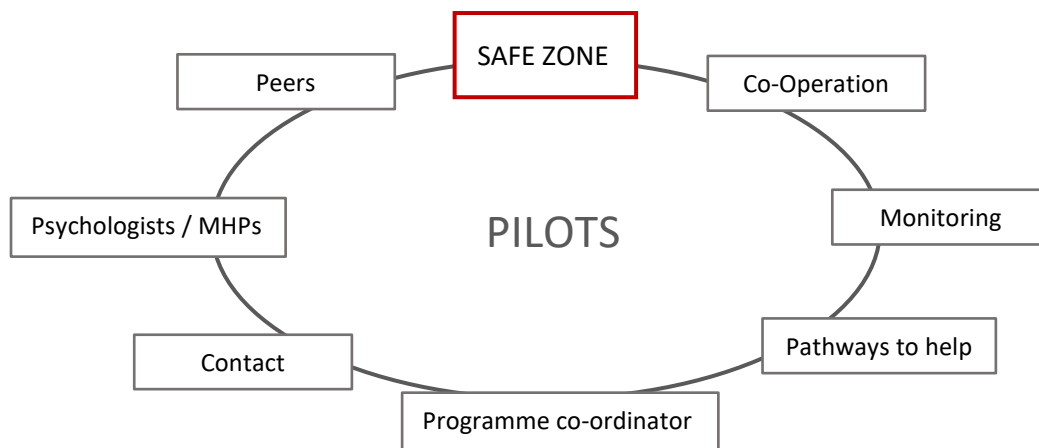 SAFE ZONE
Peers
Co-Operation
Psychologists / MHPs
PILOTS
Monitoring
Contact
Pathways to help
Programme co-ordinator